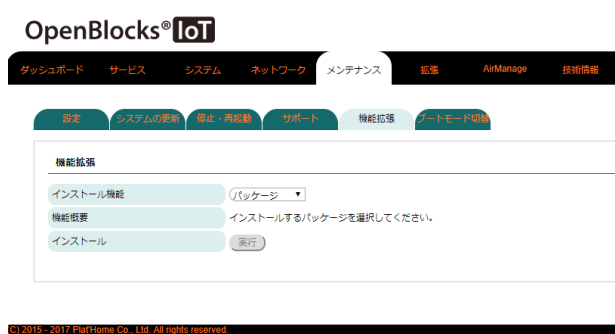 OpenBlocks® IoT
ダッシュボード サービス システム ネットワーク メンテナンス 拡張 AirManage 技術情報
設定 システムの更新 停止・再起動 サポート 機能拡張 ブートモード切替
機能拡張
インストール機能 パッケージ ▼
機能概要 インストールするパッケージを選択してください。
インストール 実行
(C) 2015 - 2017 Plat'Home Co., Ltd. All rights reserved.